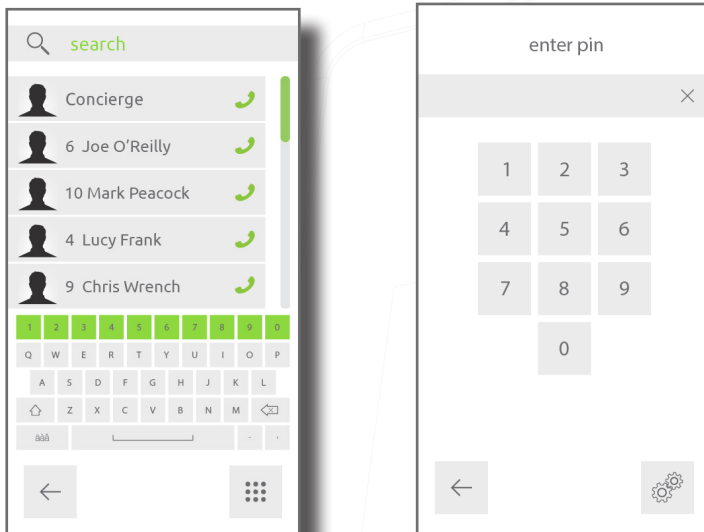 search
Concierge
6 Joe O'Reilly
10 Mark Peacock
4 Lucy Frank
9 Chris Wrench
1 2 3 4 5 6 7 8 9 0
Q W E R T Y U I O P
A S D F G H J K L
Z X C V B N M
äàâ - ,
enter pin
1 2 3
4 5 6
7 8 9
0